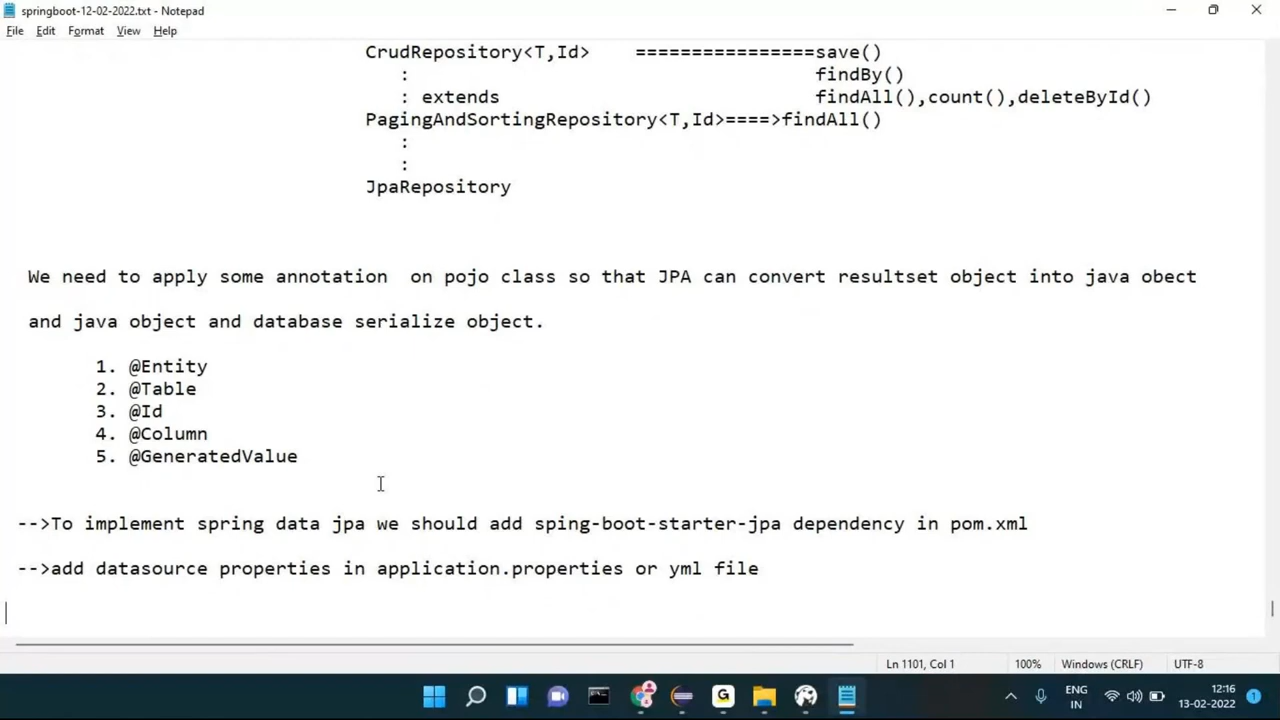 springboot-12-02-2022.txt - Notepad
File Edit Format View Help
CrudRepository<T,Id> ================save()
: findBy()
: extends findAll(),count(),deleteById()
PagingAndSortingRepository<T,Id>====>findAll()
:
:
JpaRepository
We need to apply some annotation on pojo class so that JPA can convert resultset object into java obect
and java object and database serialize object.
1. @Entity
2. @Table
3. @Id
4. @Column
5. @GeneratedValue
-->To implement spring data jpa we should add sping-boot-starter-jpa dependency in pom.xml
-->add datasource properties in application.properties or yml file
Ln 1101, Col 1 100% Windows (CRLF) UTF-8
ENG 12:16
IN 13-02-2022